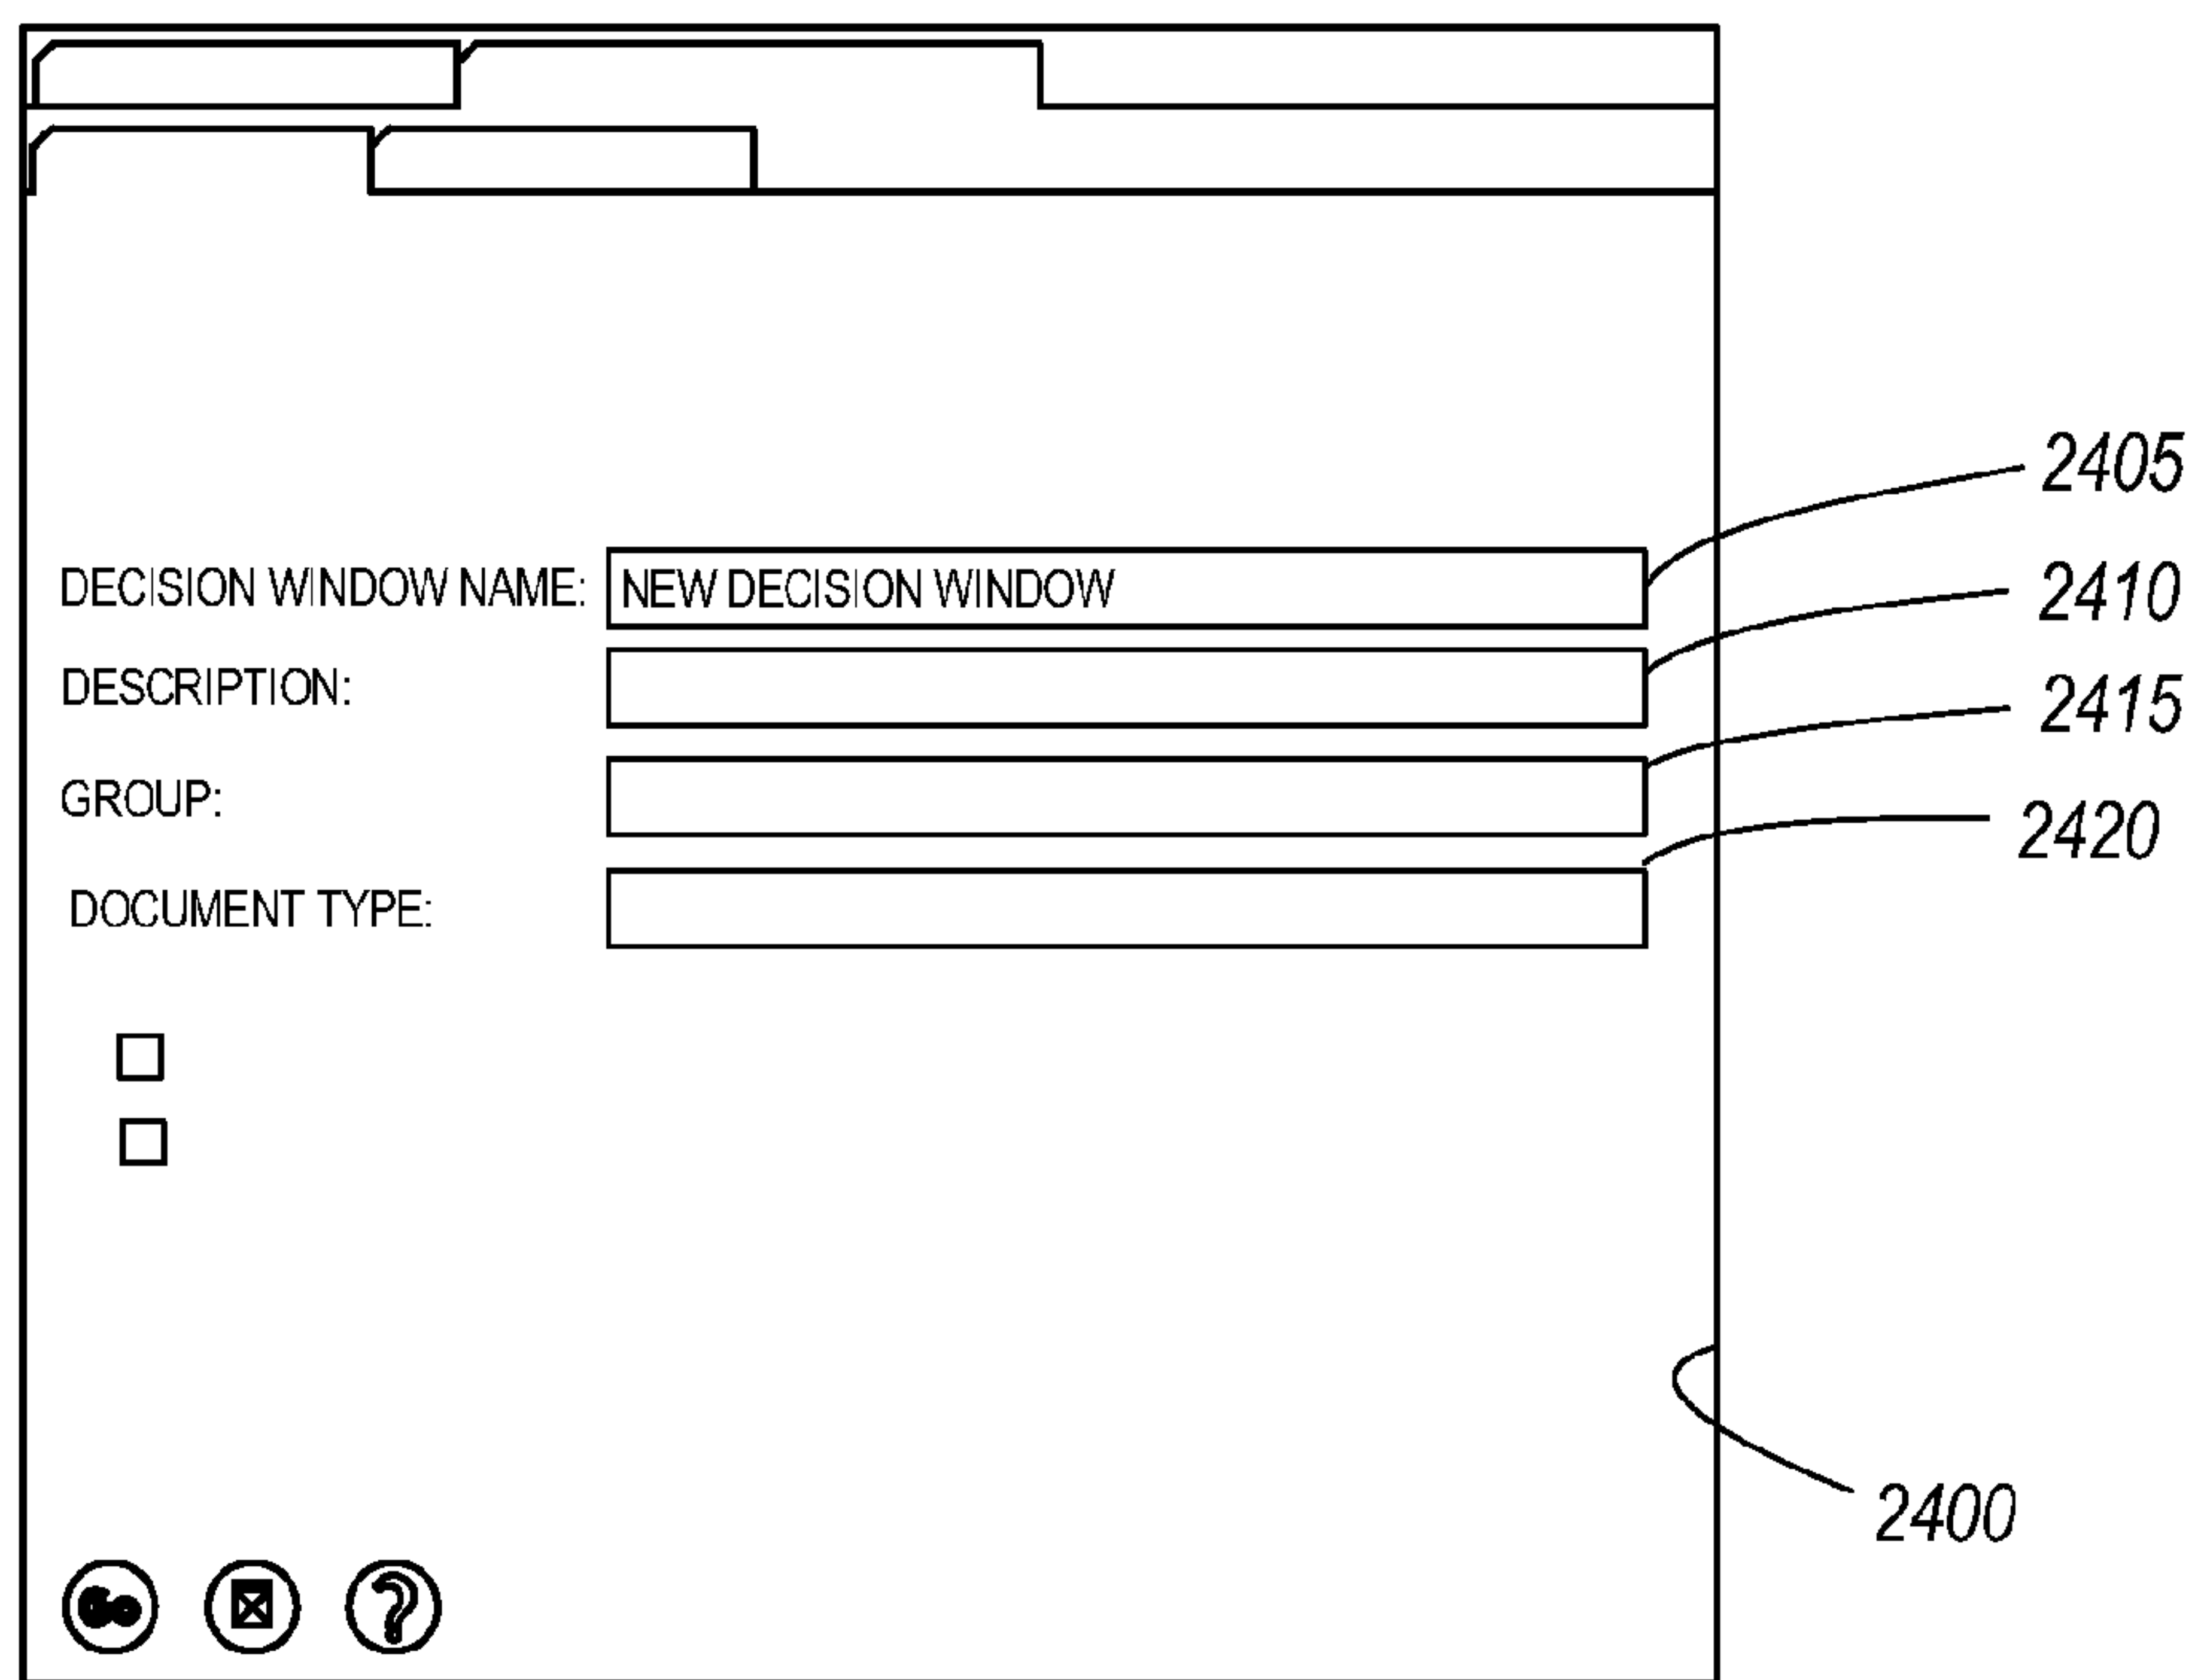 2405
DECISION WINDOW NAME: NEW DECISION WINDOW
2410
DESCRIPTION:
2415
GROUP:
2420
DOCUMENT TYPE:
2400
?